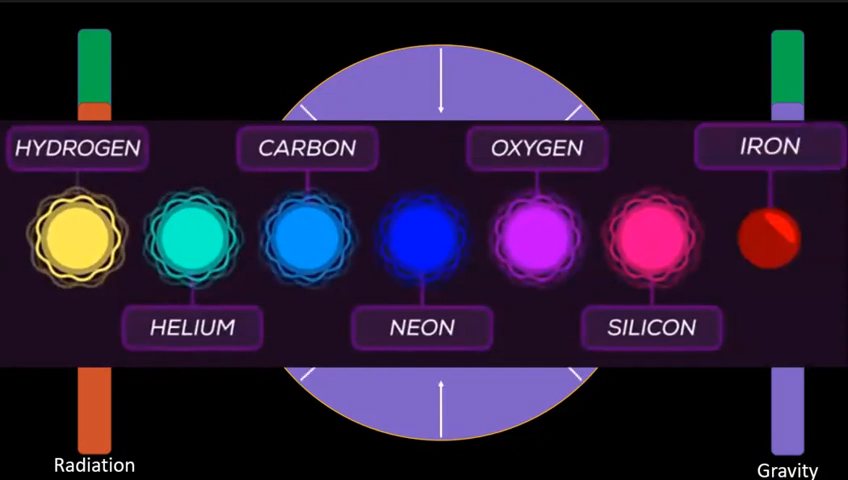 HYDROGEN
HELIUM
CARBON
NEON
OXYGEN
SILICON
IRON
Radiation
Gravity